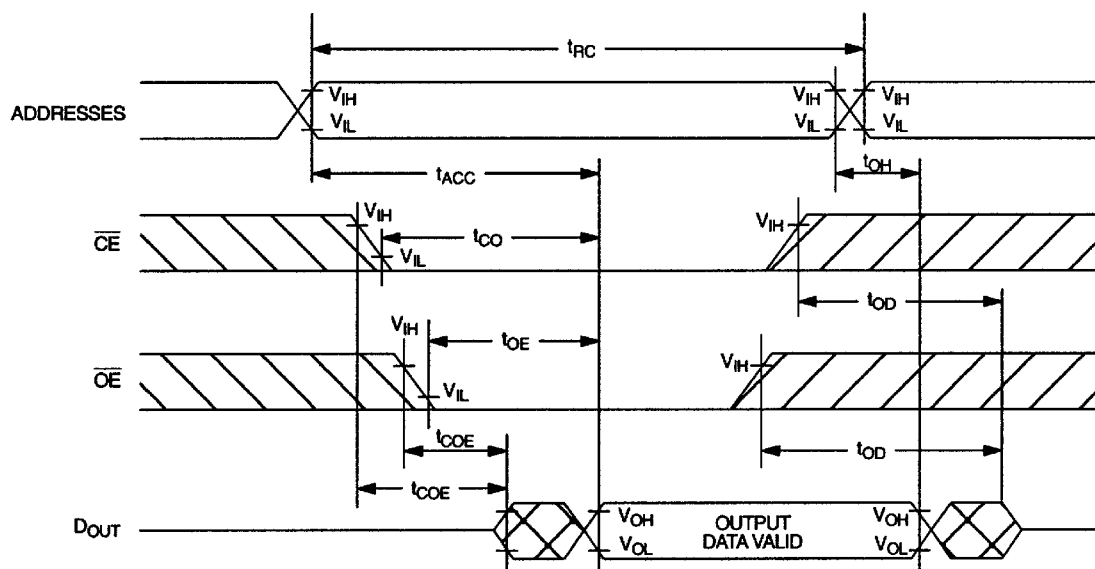 tRC
ADDRESSES
VIH
VIL
VIH
VIL
VIH
VIL
tACC
tOH
CE
VIH
VIL
tCO
VIH
tOD
OE
VIH
VIL
tOE
VIH
tCOE
tCOE
tOD
DOUT
VOH
VOL
OUTPUT
DATA VALID
VOH
VOL